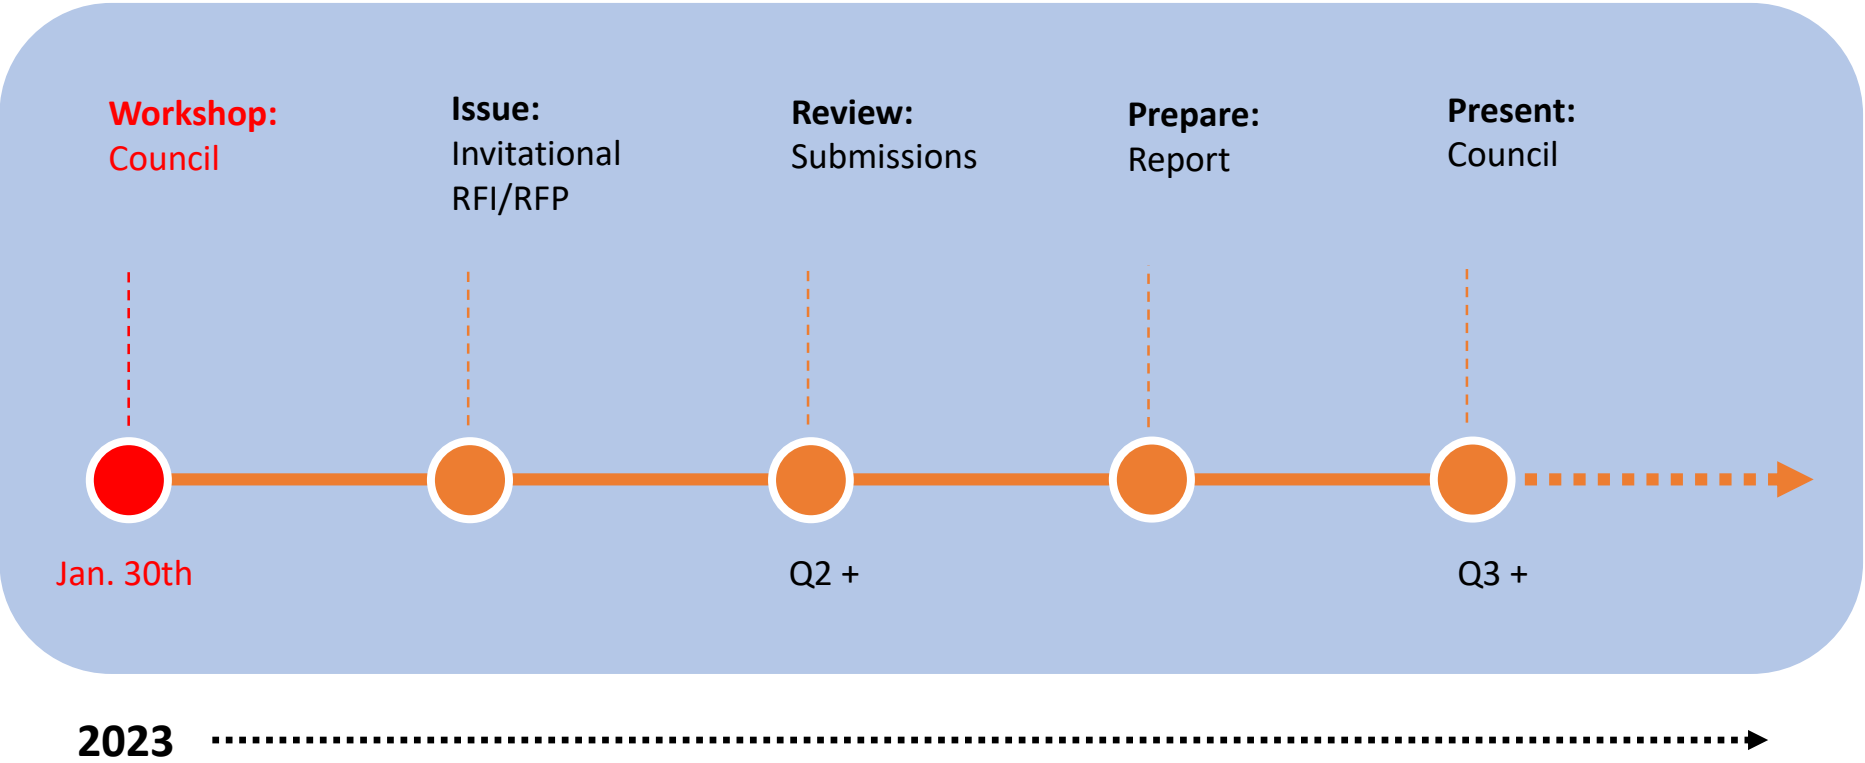 Workshop:
Council
Issue:
Invitational
RFI/RFP
Review:
Submissions
Prepare:
Report
Present:
Council
Jan. 30th
Q2 +
Q3 +
2023